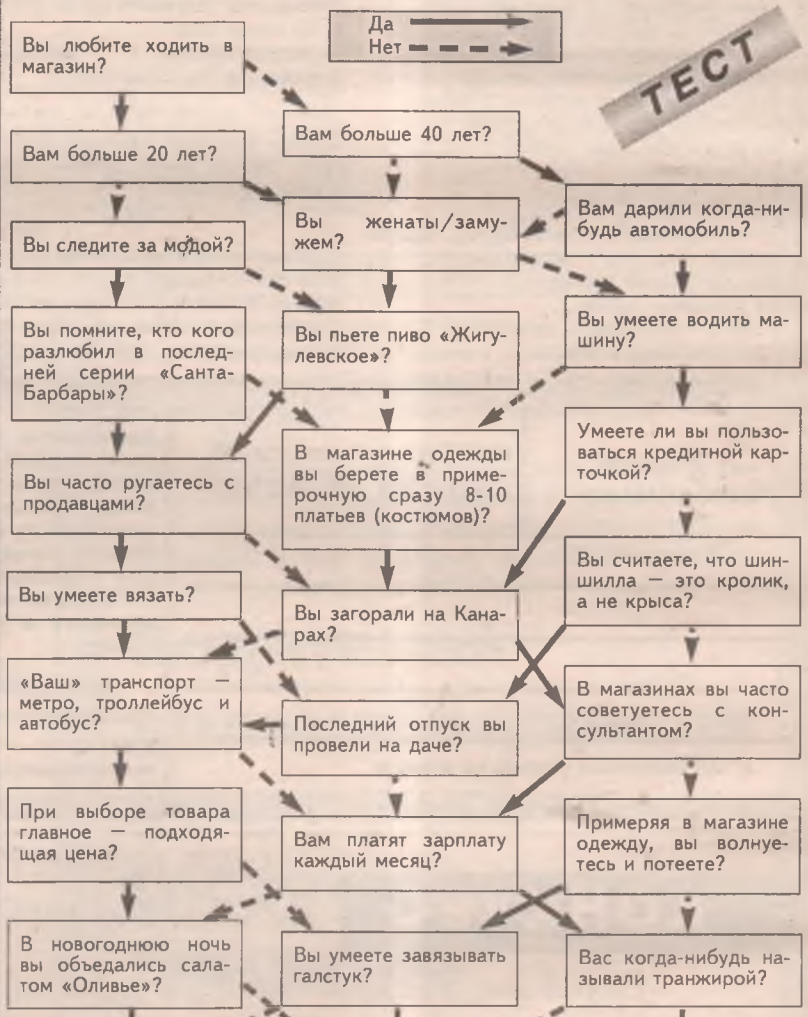 Да
Нет
ТЕСТ
Вы любите ходить в
магазин?
Вам больше 40 лет?
Вам больше 20 лет?
Вам дарили когда-ни-
будь автомобиль?
Вы женаты/заму-
жем?
Вы следите за модой?
Вы помните, кто кого
разлюбил в послед-
ней серии «Санта-
Барбары»?
Вы пьете пиво «Жигу-
левское»?
Вы умеете водить ма-
шину?
Умеете ли вы пользо-
ваться кредитной кар-
точкой?
В магазине одежды
вы берете в приме-
рочную сразу 8-10
платьев (костюмов)?
Вы часто ругаетесь с
продавцами?
Вы считаете, что шин-
шилла — это кролик,
а не крыса?
Вы умеете вязать?
Вы загорали на Кана-
рах?
«Ваш» транспорт —
метро, троллейбус и
автобус?
Последний отпуск вы
провели на даче?
В магазинах вы часто
советуетесь с кон-
сультантом?
При выборе товара
главное — подходя-
щая цена?
Вам платят зарплату
каждый месяц?
Примеряя в магазине
одежду, вы волнуе-
тесь и потеете?
В новогоднюю ночь
вы объедались сала-
том «Оливье»?
Вы умеете завязывать
галстук?
Вас когда-нибудь на-
зывали транжирой?